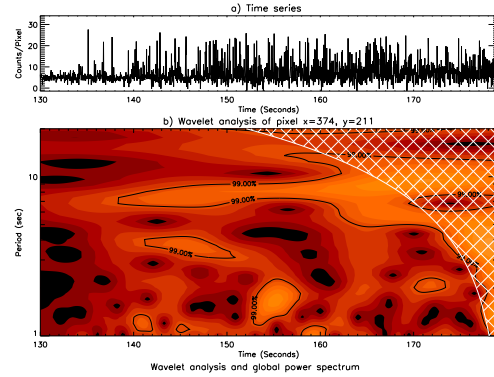 a) Time series
Counts/Pixel
30
20
10
0
130 140 150 160 170
Time (Seconds)
b) Wavelet analysis of pixel x=374, y=211
Period (sec)
10
1
99.00%
99.00%
99.00%
99.00%
99.00%
99.00%
130 140 150 160 170
Time (Seconds)
Wavelet analysis and global power spectrum